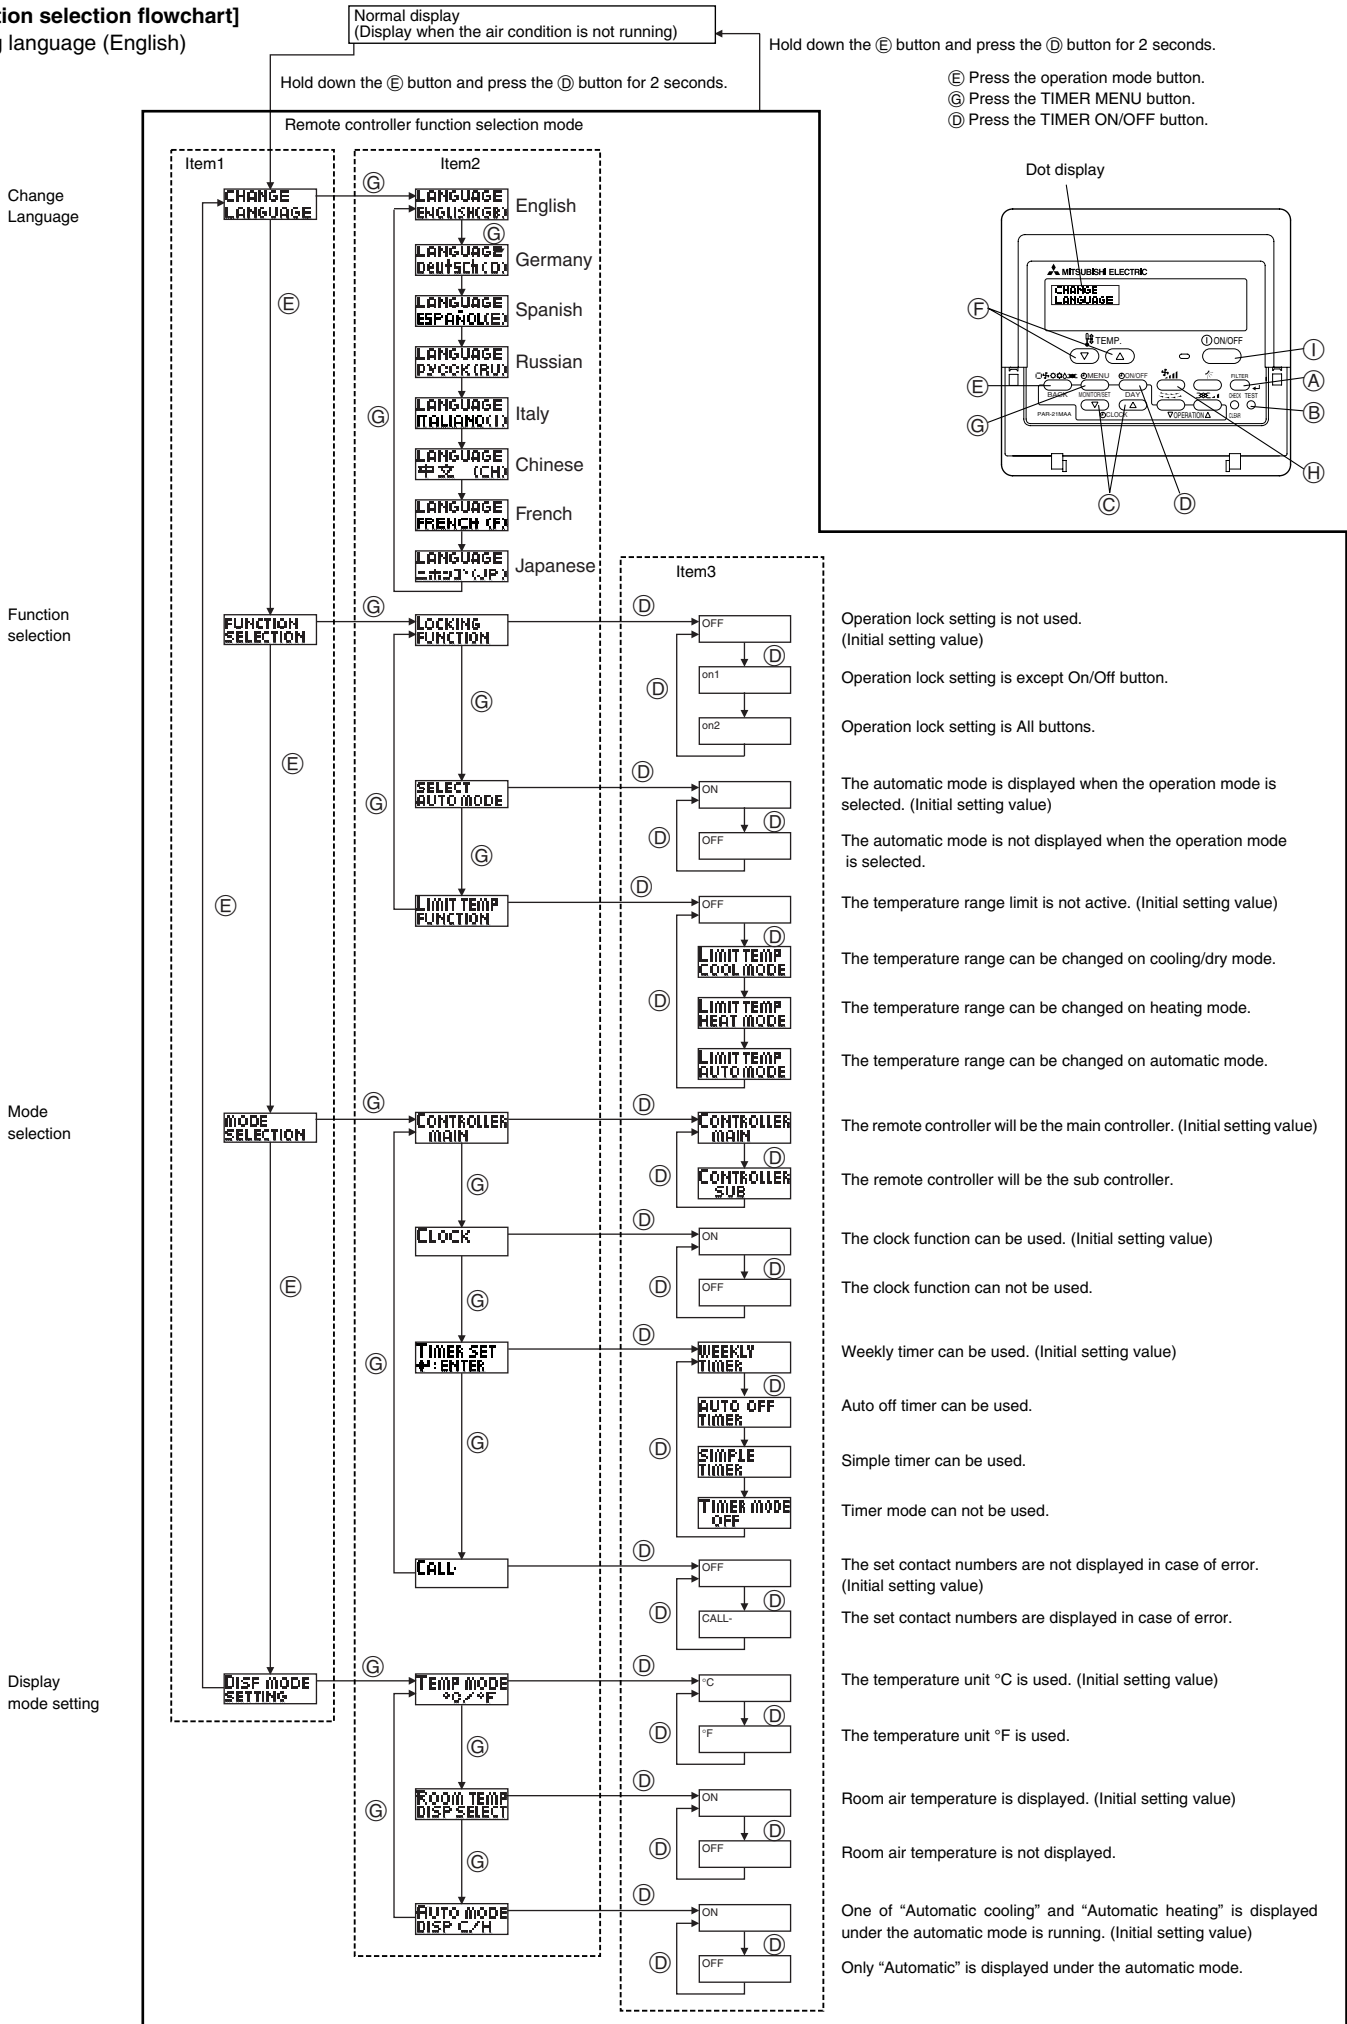 tion selection flowchart]
g language (English)
Normal display
(Display when the air condition is not running)
Hold down the Ⓔ button and press the Ⓓ button for 2 seconds.
Hold down the Ⓔ button and press the Ⓓ button for 2 seconds.
Ⓔ Press the operation mode button.
Ⓖ Press the TIMER MENU button.
Ⓓ Press the TIMER ON/OFF button.
Remote controller function selection mode
Item1
Item2
Dot display
MITSUBISHI ELECTRIC
CHANGE
LANGUAGE
TEMP.
ON/OFF
MENU
ON/OFF
FILTER
BACK
MONITOR/SET
DAY
CHECK TEST
PAR-21MAA
CLOCK
OPERATION
CLEAR
Ⓕ
Ⓘ
Ⓔ
Ⓐ
Ⓖ
Ⓑ
Ⓗ
Ⓒ
Ⓓ
Change
Language
CHANGE
LANGUAGE
Ⓖ
LANGUAGE
ENGLISH(GB)
English
Ⓖ
LANGUAGE
Deutsch(D)
Germany
Ⓔ
LANGUAGE
ESPAÑOL(E)
Spanish
LANGUAGE
РУССК(RU)
Russian
Ⓖ
LANGUAGE
ITALIANO(I)
Italy
LANGUAGE
中文 (CH)
Chinese
LANGUAGE
FRENCH (F)
French
LANGUAGE
ニホンゴ(JP)
Japanese
Item3
Function
selection
FUNCTION
SELECTION
Ⓖ
LOCKING
FUNCTION
Ⓓ
OFF
Operation lock setting is not used.
(Initial setting value)
Ⓓ
on1
Operation lock setting is except On/Off button.
Ⓓ
Ⓖ
on2
Operation lock setting is All buttons.
Ⓔ
Ⓖ
SELECT
AUTO MODE
Ⓓ
ON
The automatic mode is displayed when the operation mode is
selected. (Initial setting value)
Ⓓ
Ⓓ
OFF
The automatic mode is not displayed when the operation mode
is selected.
Ⓖ
Ⓔ
LIMIT TEMP
FUNCTION
Ⓓ
OFF
The temperature range limit is not active. (Initial setting value)
Ⓓ
LIMIT TEMP
COOL MODE
The temperature range can be changed on cooling/dry mode.
Ⓓ
LIMIT TEMP
HEAT MODE
The temperature range can be changed on heating mode.
LIMIT TEMP
AUTO MODE
The temperature range can be changed on automatic mode.
Mode
selection
MODE
SELECTION
Ⓖ
CONTROLLER
MAIN
Ⓓ
CONTROLLER
MAIN
The remote controller will be the main controller. (Initial setting value)
Ⓓ
Ⓓ
CONTROLLER
SUB
The remote controller will be the sub controller.
Ⓖ
CLOCK
Ⓓ
ON
The clock function can be used. (Initial setting value)
Ⓓ
Ⓓ
OFF
The clock function can not be used.
Ⓔ
Ⓖ
Ⓖ
TIMER SET
↵:ENTER
Ⓓ
WEEKLY
TIMER
Weekly timer can be used. (Initial setting value)
Ⓓ
AUTO OFF
TIMER
Auto off timer can be used.
Ⓖ
Ⓓ
SIMPLE
TIMER
Simple timer can be used.
TIMER MODE
OFF
Timer mode can not be used.
CALL-
Ⓓ
OFF
The set contact numbers are not displayed in case of error.
(Initial setting value)
Ⓓ
Ⓓ
CALL-
The set contact numbers are displayed in case of error.
Display
mode setting
DISP MODE
SETTING
Ⓖ
TEMP MODE
°C/°F
Ⓓ
°C
The temperature unit °C is used. (Initial setting value)
Ⓓ
Ⓓ
°F
The temperature unit °F is used.
Ⓖ
Ⓖ
ROOM TEMP
DISP SELECT
Ⓓ
ON
Room air temperature is displayed. (Initial setting value)
Ⓓ
Ⓓ
OFF
Room air temperature is not displayed.
Ⓖ
AUTO MODE
DISP C/H
Ⓓ
ON
One of “Automatic cooling” and “Automatic heating” is displayed
under the automatic mode is running. (Initial setting value)
Ⓓ
Ⓓ
OFF
Only “Automatic” is displayed under the automatic mode.